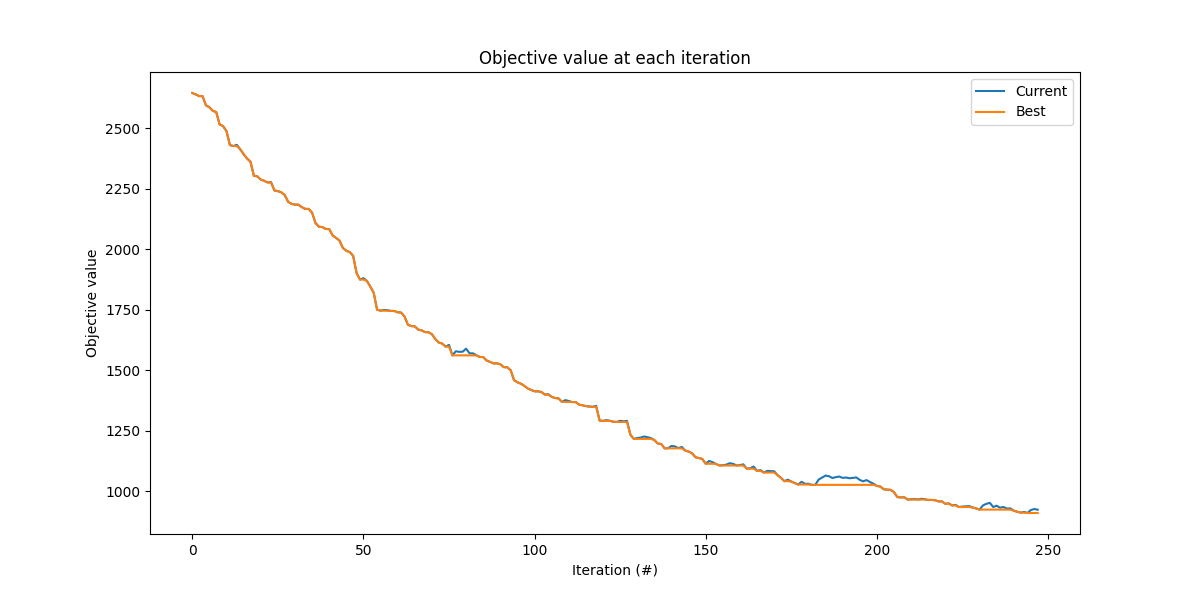 Objective value at each iteration
Current
Best
Objective value
2500
2250
2000
1750
1500
1250
1000
0
50
100
150
200
250
Iteration (#)